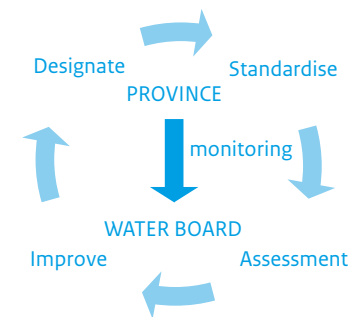 Designate
Standardise
PROVINCE
monitoring
WATER BOARD
Improve
Assessment